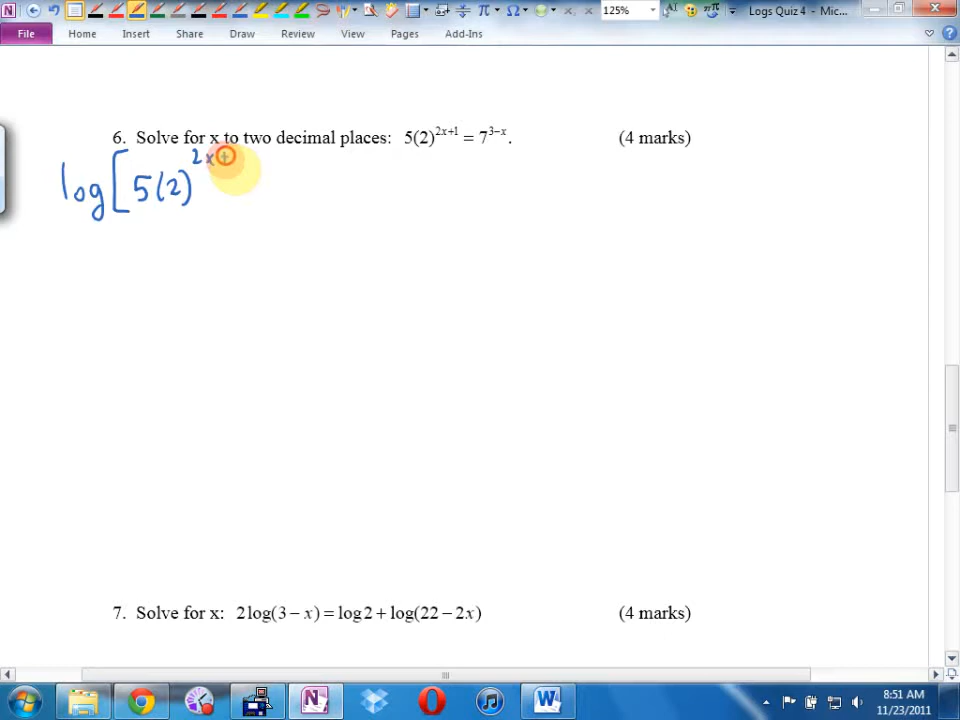 125% Logs Quiz 4 - Mic...
File Home Insert Share Draw Review View Pages Add-Ins
6. Solve for x to two decimal places: 5(2)^{2x+1} = 7^{3-x}. (4 marks)
log[5(2)^{2x+
7. Solve for x: 2log(3-x) = log2 + log(22-2x) (4 marks)
8:51 AM
11/23/2011